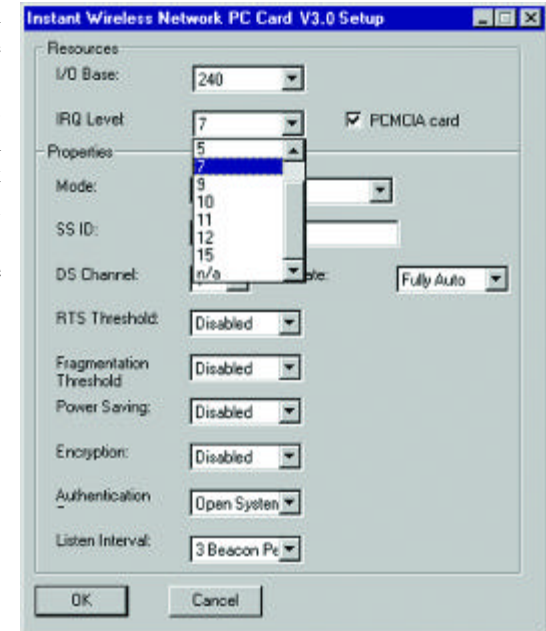 Instant Wireless Network PC Card V3.0 Setup
Resources
I/O Base:
240
IRQ Level:
7
PCMCIA card
5
7
9
10
11
12
15
n/a
Properties
Mode:
SS ID:
DS Channel:
Fully Auto
RTS Threshold:
Disabled
Fragmentation
Threshold
Disabled
Power Saving:
Disabled
Encryption:
Disabled
Authentication
Open System
Listen Interval:
3 Beacon Pe
OK
Cancel